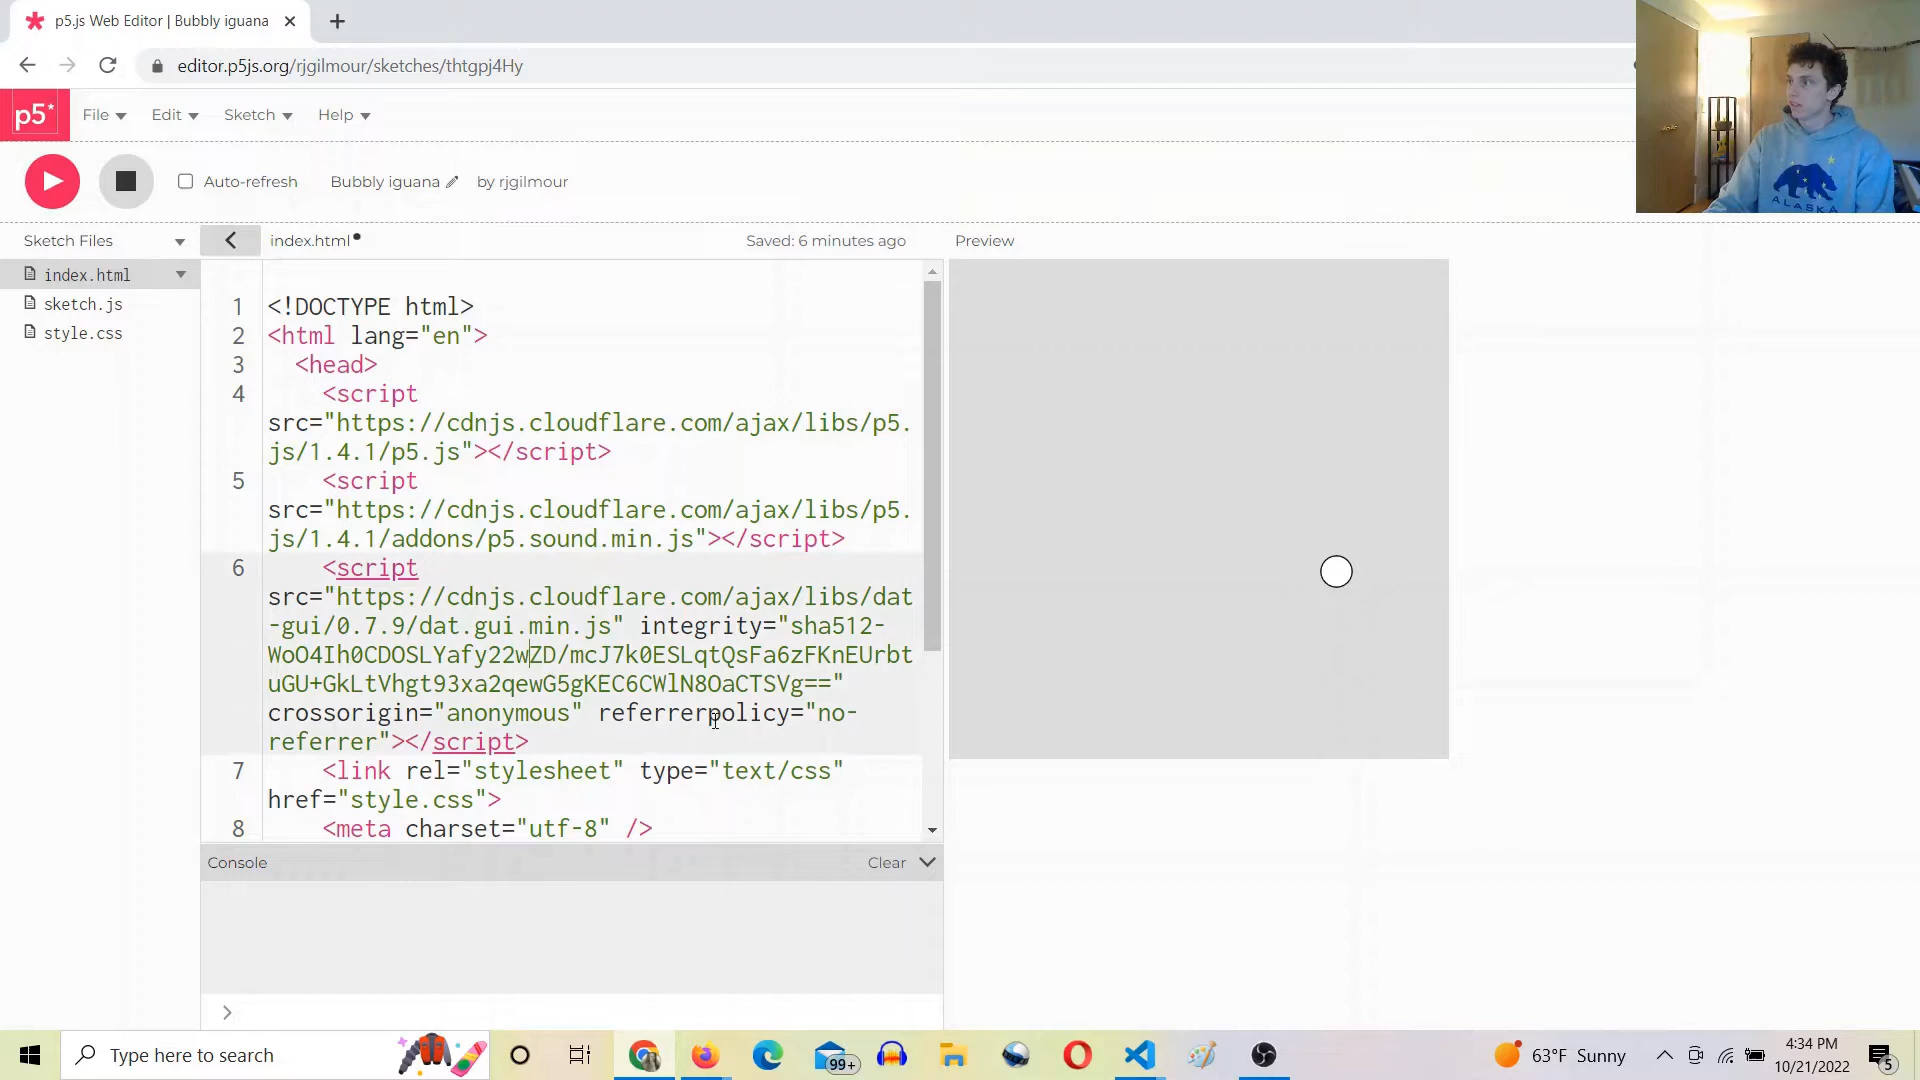 p5.js Web Editor | Bubbly iguana
editor.p5js.org/rjgilmour/sketches/thtgpj4Hy
p5* File Edit Sketch Help
Auto-refresh Bubbly iguana by rjgilmour
Sketch Files
index.html
sketch.js
style.css
index.html Saved: 6 minutes ago
1 <!DOCTYPE html>
2 <html lang="en">
3 <head>
4 <script
src="https://cdnjs.cloudflare.com/ajax/libs/p5.
js/1.4.1/p5.js"></script>
5 <script
src="https://cdnjs.cloudflare.com/ajax/libs/p5.
js/1.4.1/addons/p5.sound.min.js"></script>
6 <script
src="https://cdnjs.cloudflare.com/ajax/libs/dat
-gui/0.7.9/dat.gui.min.js" integrity="sha512-
WoO4Ih0CDOSLYafy22wZD/mcJ7k0ESLqtQsFa6zFKnEUrbt
uGU+GkLtVhgt93xa2qewG5gKEC6CWlN8OaCTSVg=="
crossorigin="anonymous" referrerpolicy="no-
referrer"></script>
7 <link rel="stylesheet" type="text/css"
href="style.css">
8 <meta charset="utf-8" />
Console Clear
>
Preview
ALASKA
Type here to search
99+
63°F Sunny
4:34 PM
10/21/2022
5